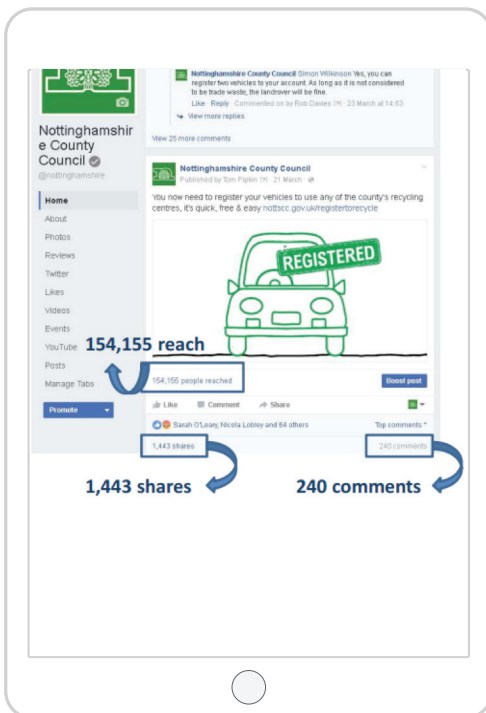 Nottinghamshire County Council Simon Wilkinson Yes, you can
register two vehicles to your account. As long as it is not considered
to be trade waste, the landrover will be fine.
Like Reply Commented on by Rob Davies [?] 23 March at 14:53
View more replies
View 25 more comments
Nottinghamshir
e County
Council
@nottinghamshire
Home
About
Photos
Reviews
Twitter
Likes
Videos
Events
YouTube
Posts
Manage Tabs
Promote
Nottinghamshire County Council
Published by Tom Pipkin [?] 21 March
You now need to register your vehicles to use any of the county's recycling
centres, it's quick, free & easy nottscc.gov.uk/registertorecycle
REGISTERED
154,155 reach
154,155 people reached
Boost post
Like Comment Share
Sarah O'Leary, Nicola Lobley and 64 others
Top comments
1,443 shares
240 comments
1,443 shares
240 comments